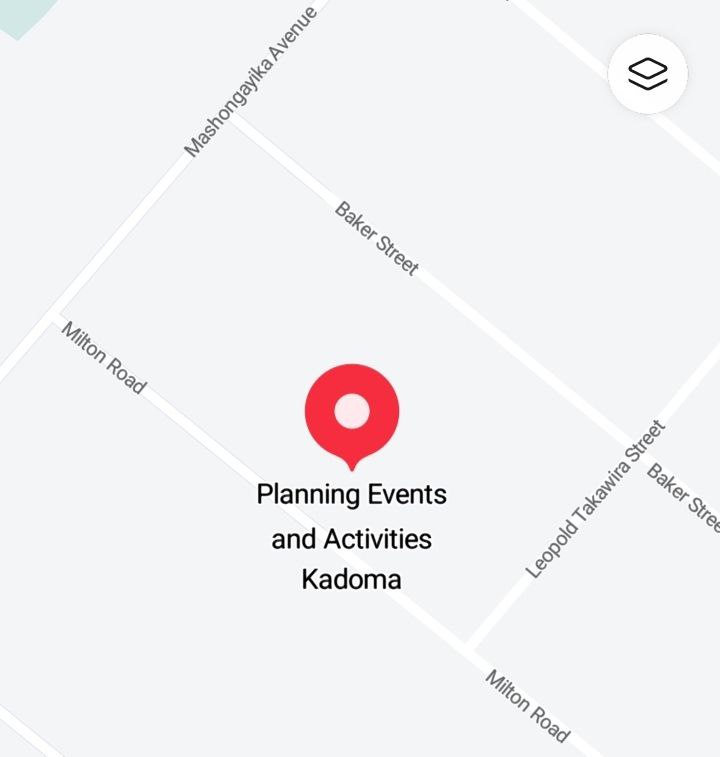 Mashongayika Avenue
Baker Street
Milton Road
Planning Events
and Activities
Kadoma
Leopold Takawira Street
Baker Stree
Milton Road